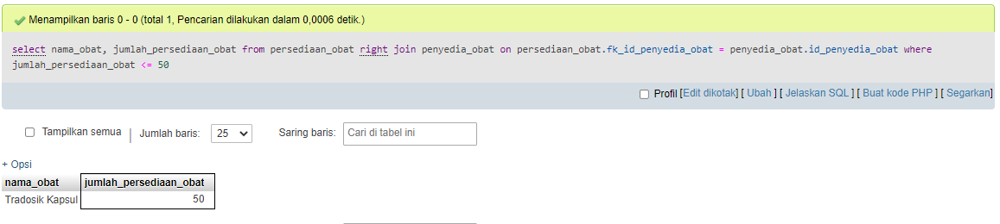 Menampilkan baris 0 - 0 (total 1, Pencarian dilakukan dalam 0,0006 detik.)
select nama_obat, jumlah_persediaan_obat from persediaan_obat right join penyedia_obat on persediaan_obat.fk_id_penyedia_obat = penyedia_obat.id_penyedia_obat where
jumlah_persediaan_obat <= 50
Profil [Edit dikotak] [ Ubah ] [ Jelaskan SQL ] [ Buat kode PHP ] [ Segarkan]
Tampilkan semua | Jumlah baris: 25 Saring baris: Cari di tabel ini
+ Opsi
nama_obat jumlah_persediaan_obat
Tradosik Kapsul 50